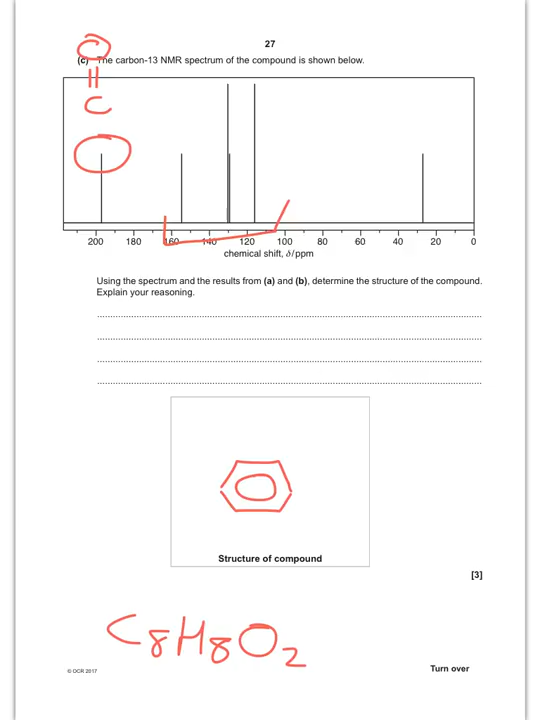 27
O
(c) The carbon-13 NMR spectrum of the compound is shown below.
C
200 180 160 140 120 100 80 60 40 20 0
chemical shift, δ/ppm
Using the spectrum and the results from (a) and (b), determine the structure of the compound.
Explain your reasoning.
Structure of compound
[3]
C8H8O2
© OCR 2017
Turn over